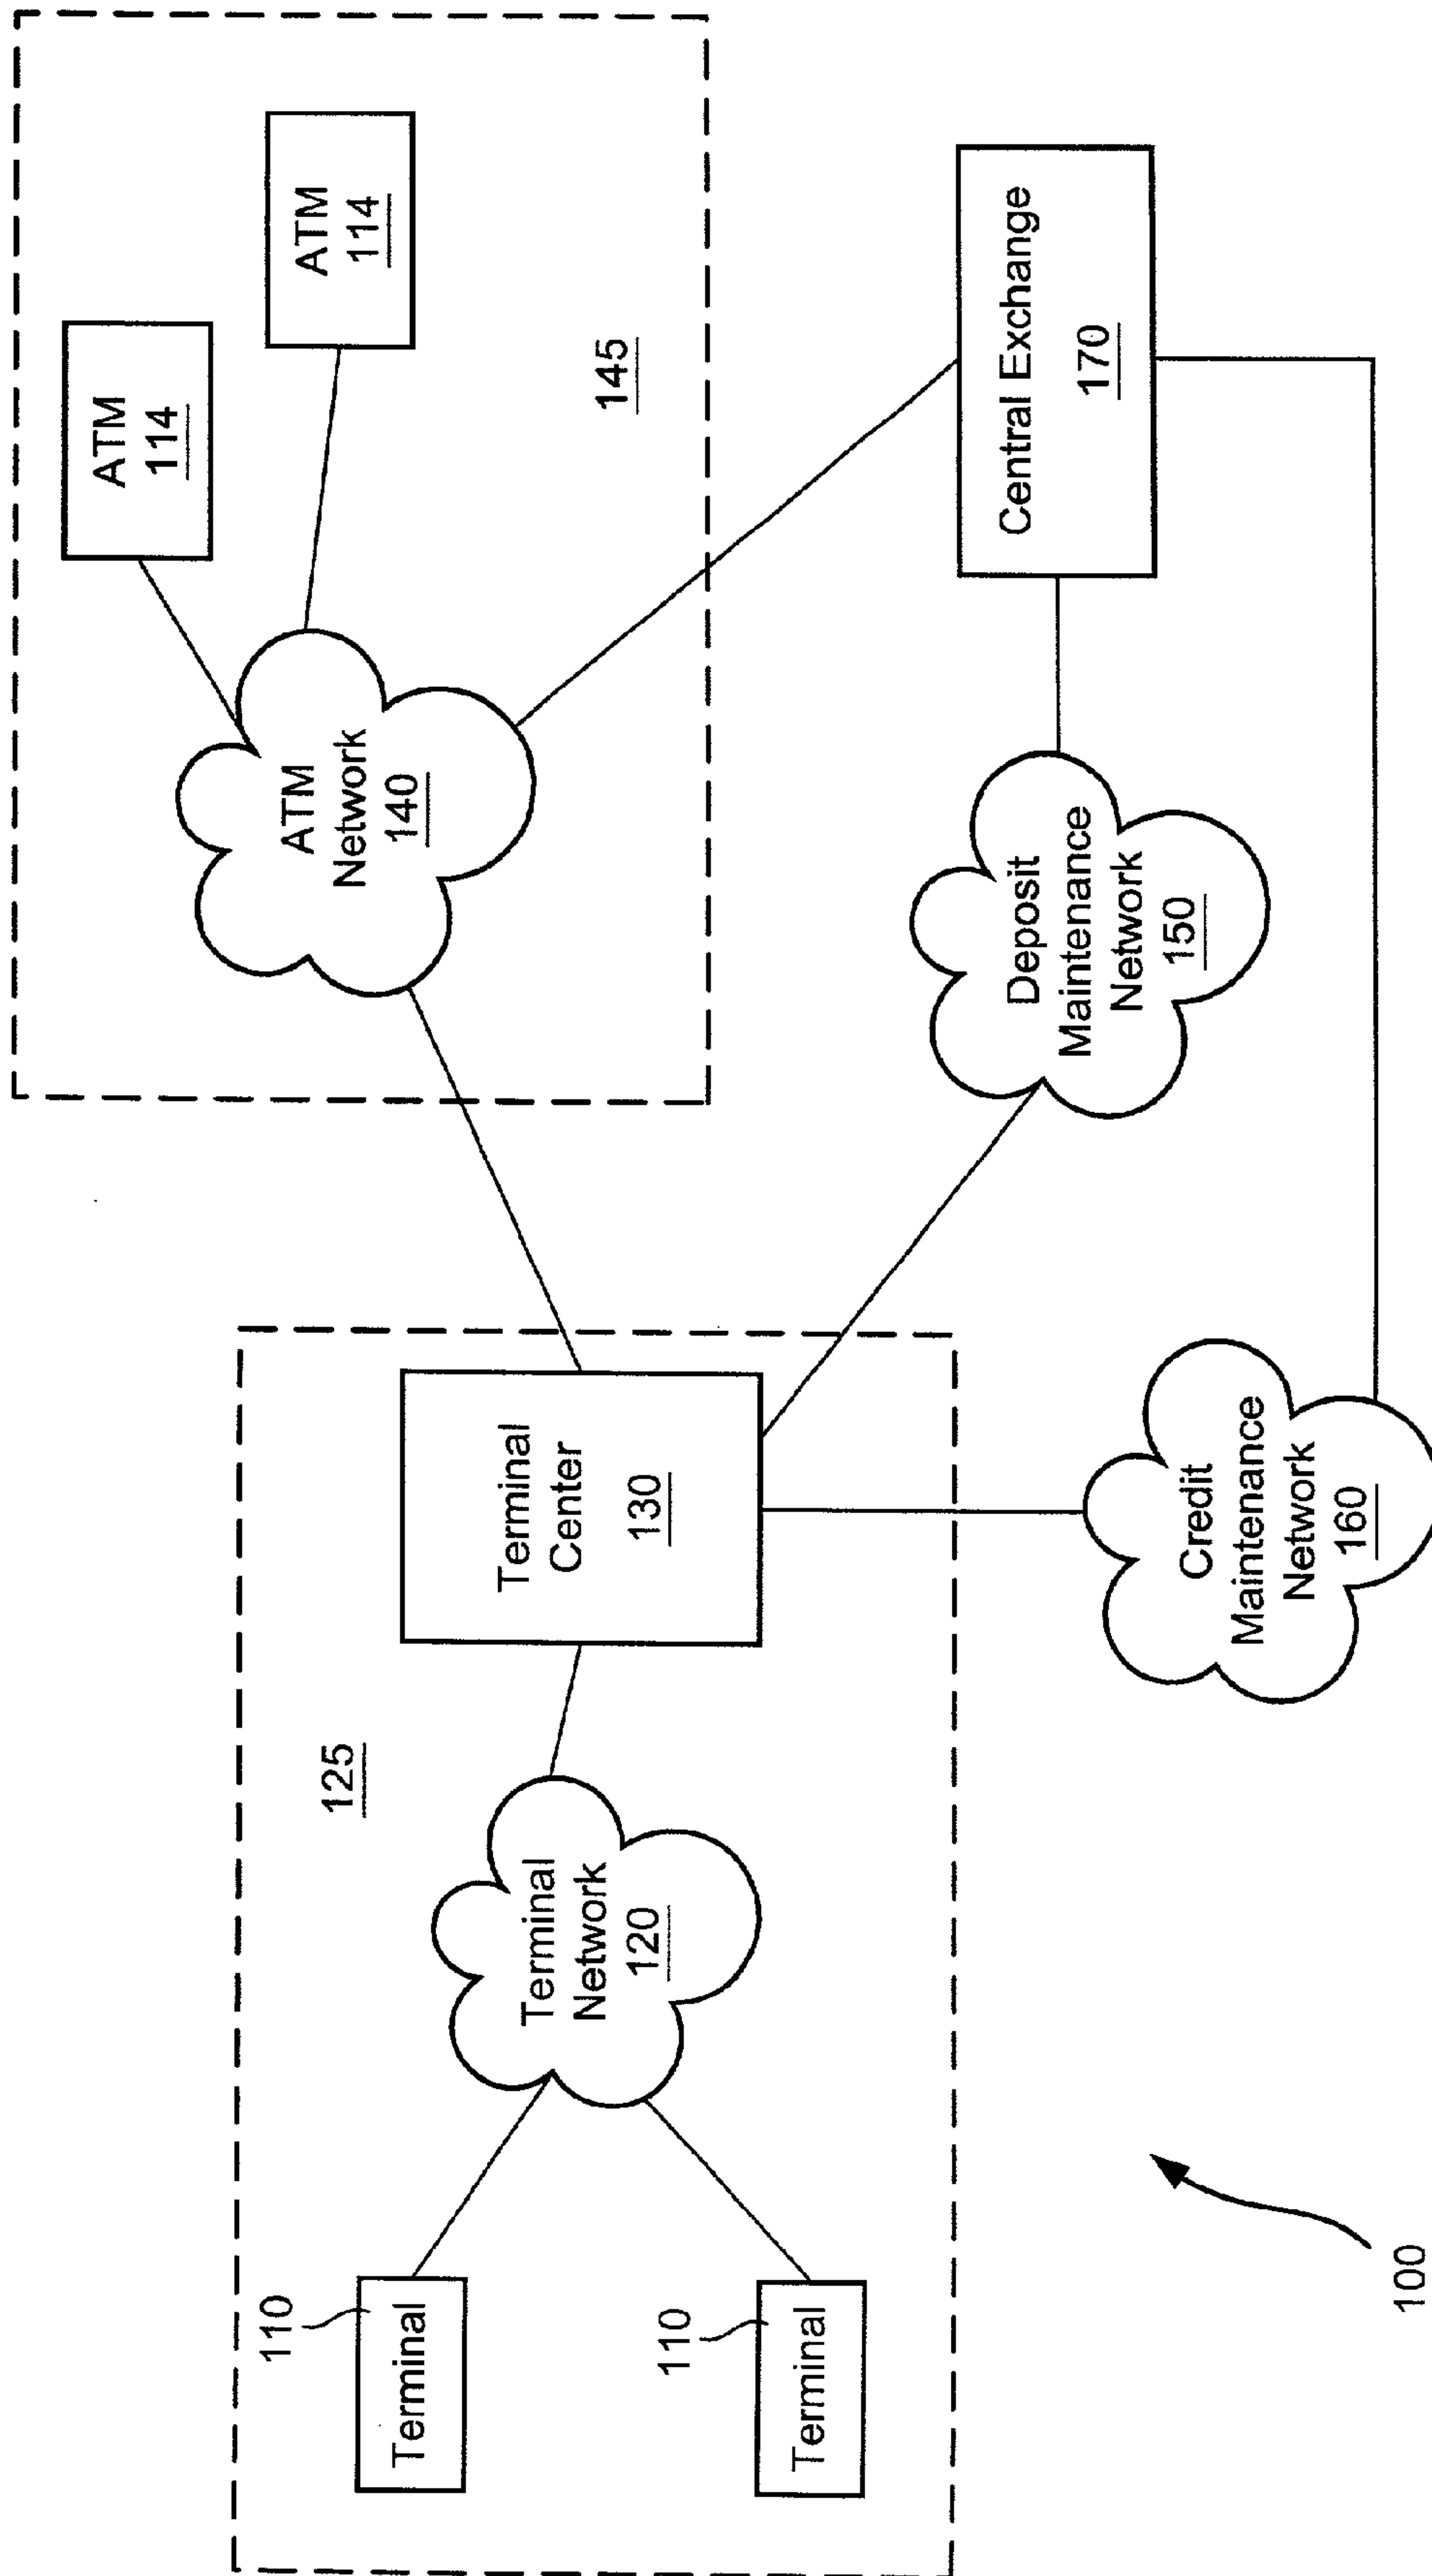 ATM
114
ATM
114
ATM
Network
140
145
Terminal
Center
130
125
Terminal
Network
120
110
Terminal
110
Terminal
Central Exchange
170
Deposit
Maintenance
Network
150
Credit
Maintenance
Network
160
100